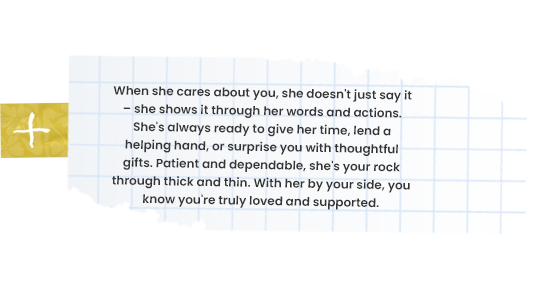 When she cares about you, she doesn't just say it
– she shows it through her words and actions.
She's always ready to give her time, lend a
helping hand, or surprise you with thoughtful
gifts. Patient and dependable, she's your rock
through thick and thin. With her by your side, you
know you're truly loved and supported.